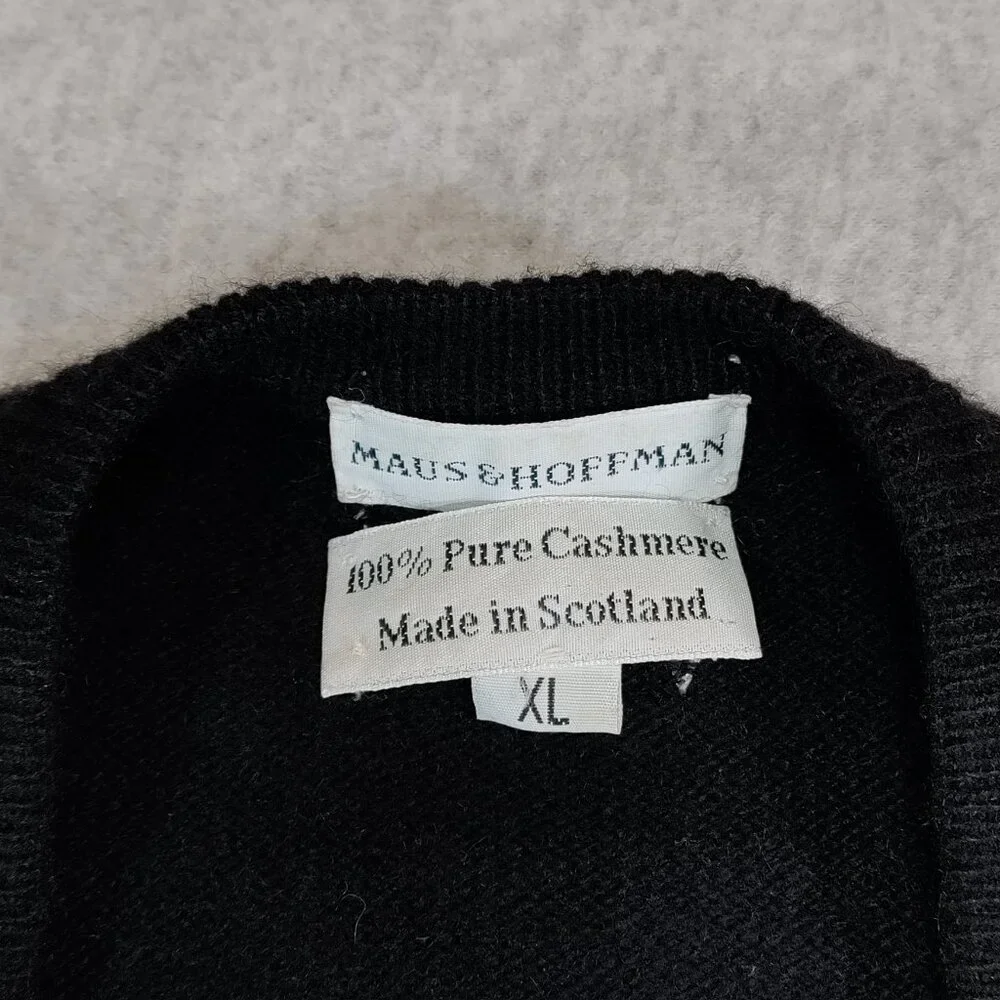 MAUS & HOFFMAN
100% Pure Cashmere
Made in Scotland
XL